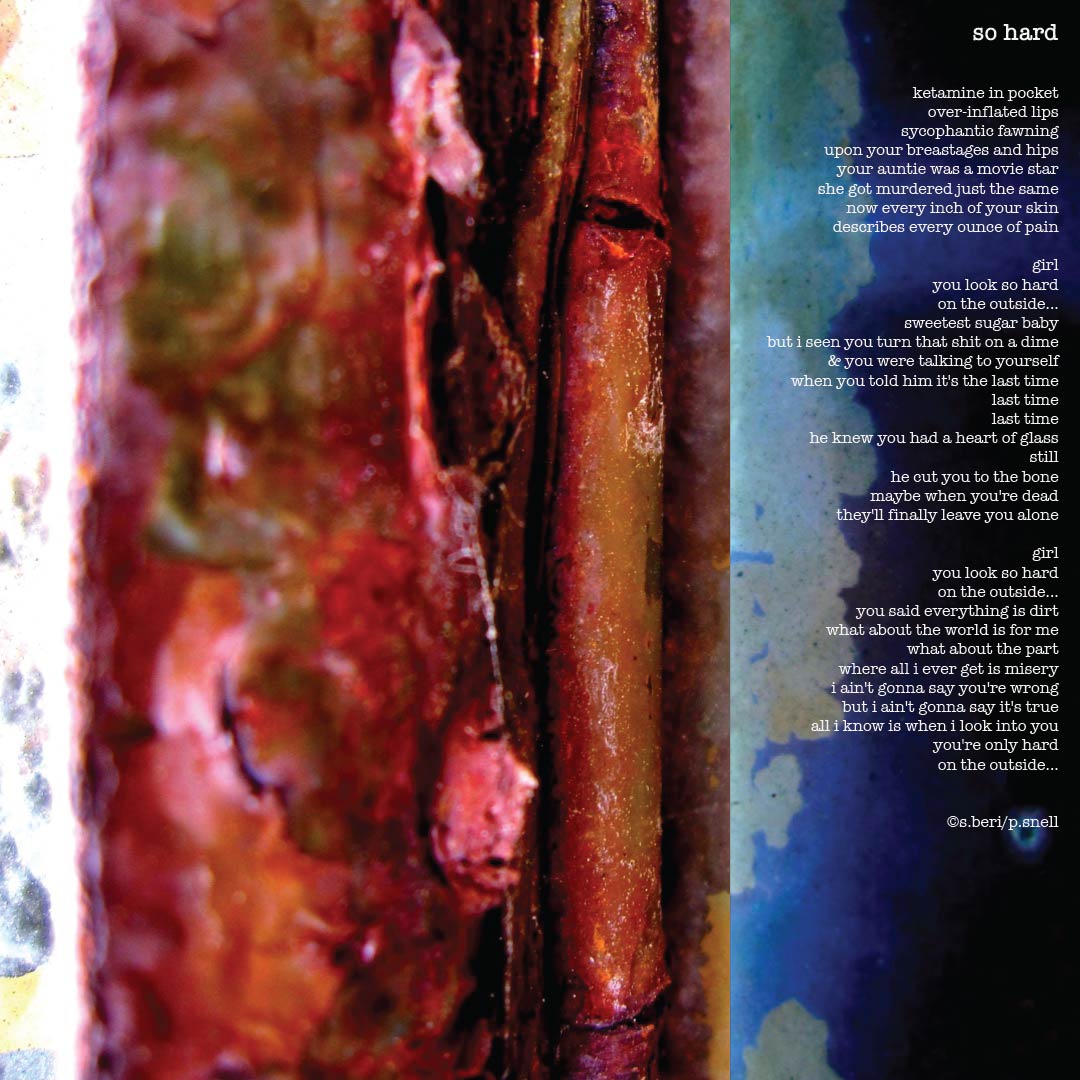 so hard
ketamine in pocket
over-inflated lips
sycophantic fawning
upon your breastages and hips
your auntie was a movie star
she got murdered just the same
now every inch of your skin
describes every ounce of pain
girl
you look so hard
on the outside...
sweetest sugar baby
but i seen you turn that shit on a dime
& you were talking to yourself
when you told him it's the last time
last time
last time
he knew you had a heart of glass
still
he cut you to the bone
maybe when you're dead
they'll finally leave you alone
girl
you look so hard
on the outside...
you said everything is dirt
what about the world is for me
what about the part
where all i ever get is misery
i ain't gonna say you're wrong
but i ain't gonna say it's true
all i know is when i look into you
you're only hard
on the outside...
©s.beri/p.snell